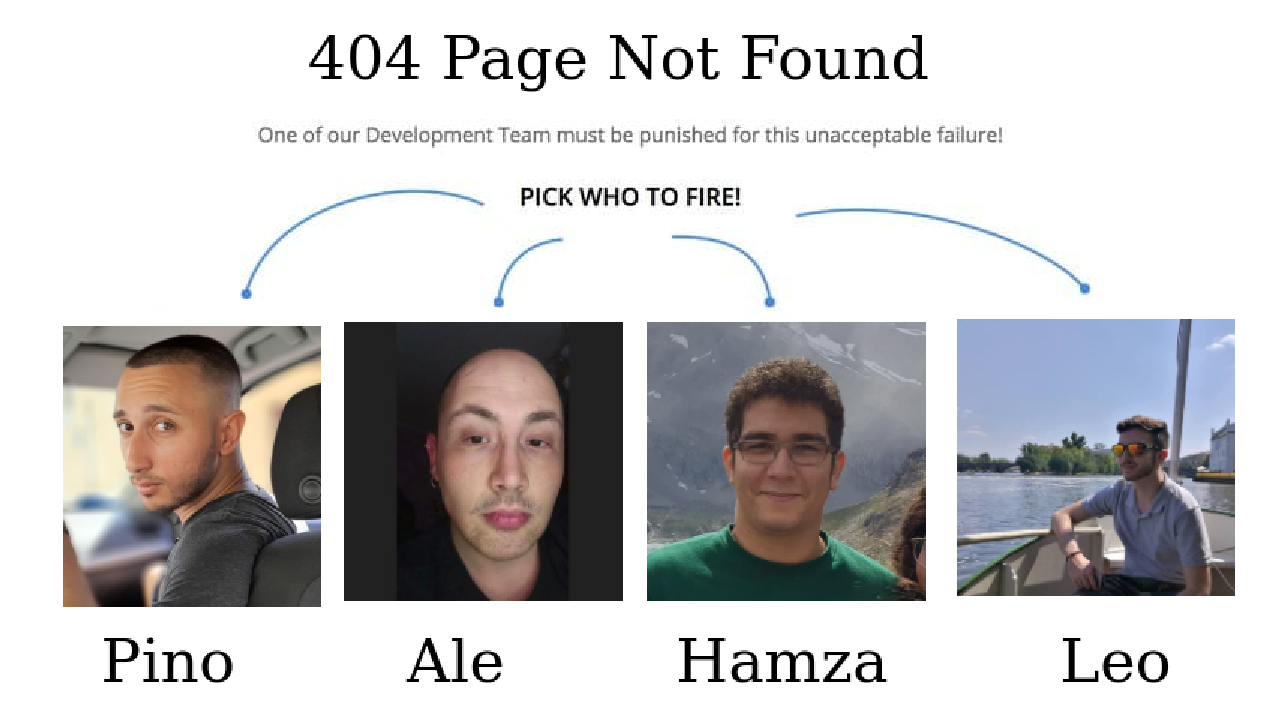 404 Page Not Found
One of our Development Team must be punished for this unacceptable failure!
PICK WHO TO FIRE!
Pino Ale Hamza Leo